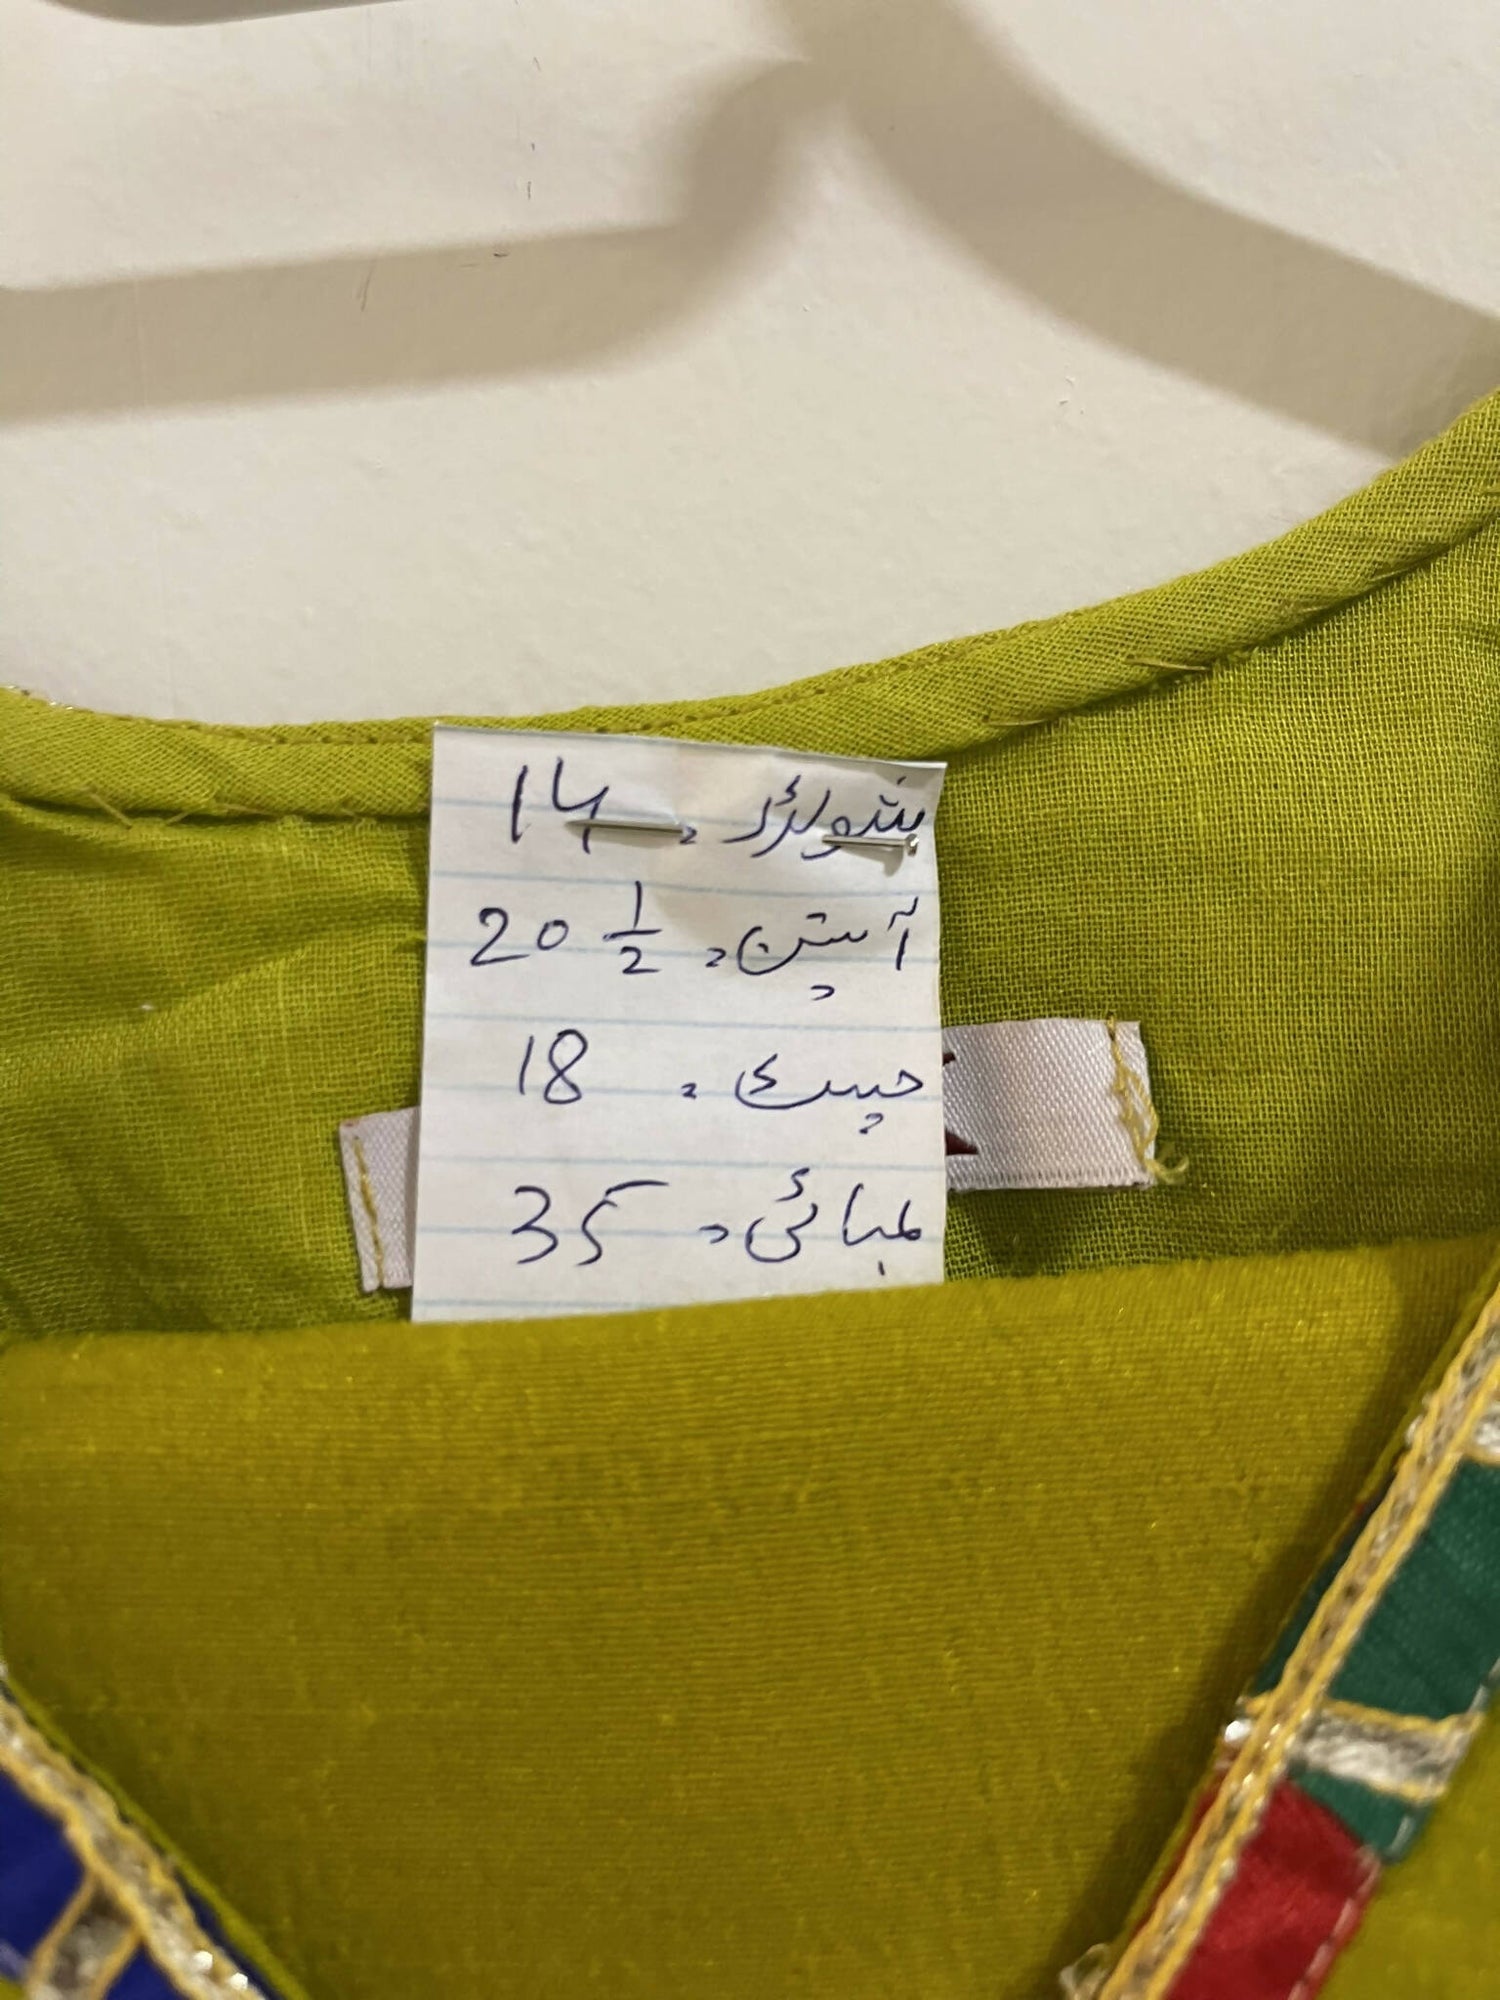 شولڈر، 14
آستین، 20 1/2
چیسٹ، 18
لمبائی، 35